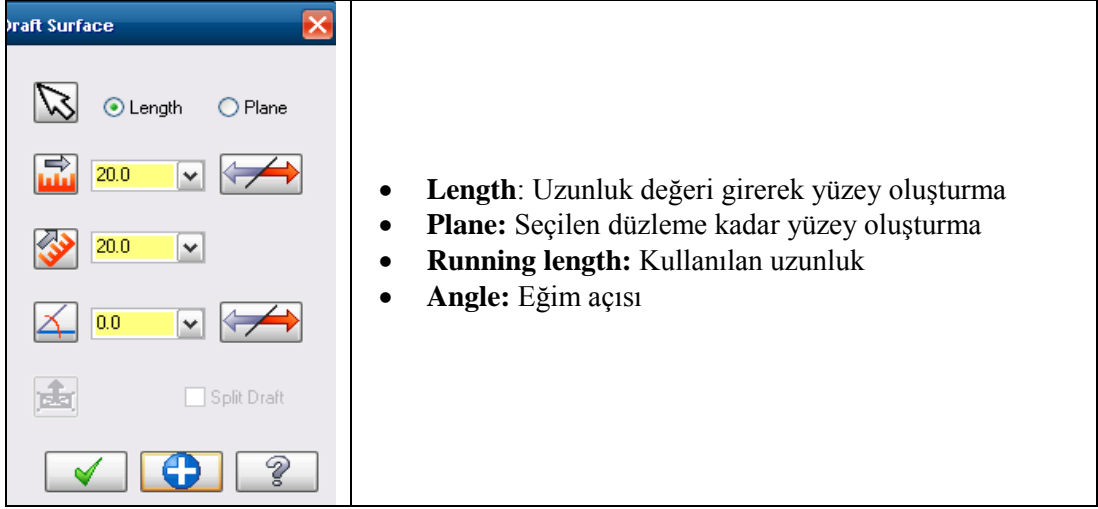 Draft Surface
Length Plane
20.0
20.0
0.0
Split Draft
• Length: Uzunluk değeri girerek yüzey oluşturma
• Plane: Seçilen düzleme kadar yüzey oluşturma
• Running length: Kullanılan uzunluk
• Angle: Eğim açısı